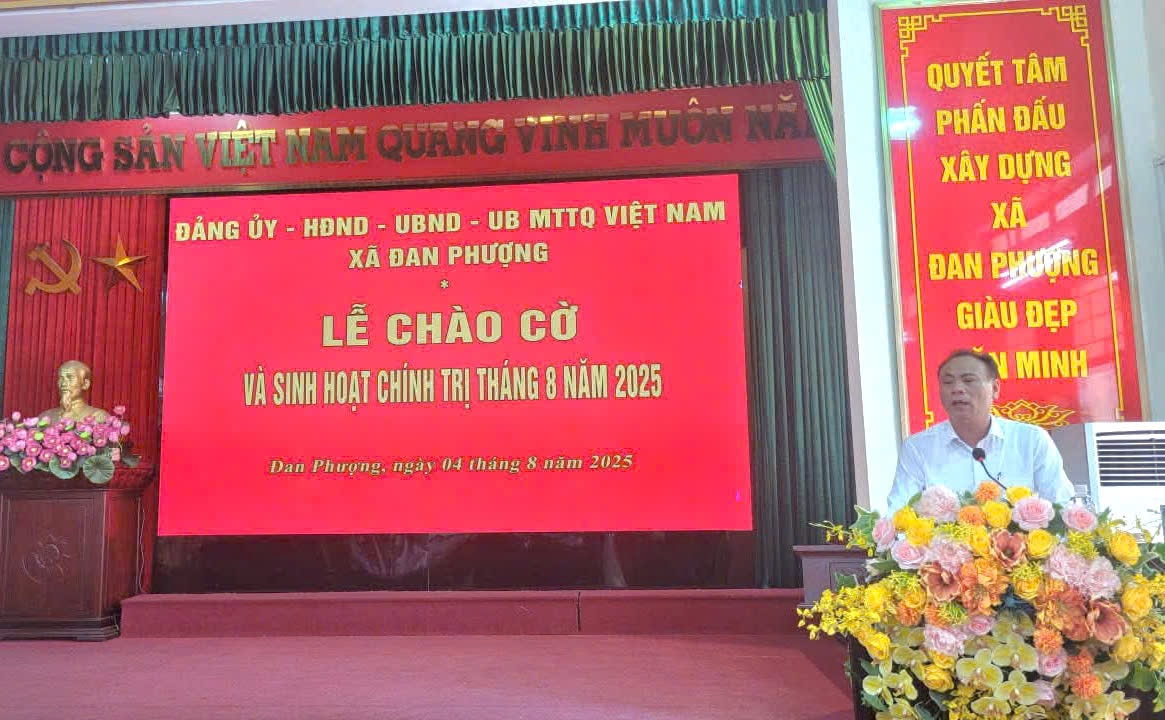 CỘNG SẢN VIỆT NAM QUANG VINH MUÔN NĂ
ĐẢNG ỦY - HĐND - UBND - UB MTTQ VIỆT NAM
XÃ ĐAN PHƯỢNG
*
LỄ CHÀO CỜ
VÀ SINH HOẠT CHÍNH TRỊ THÁNG 8 NĂM 2025
Đan Phượng, ngày 04 tháng 8 năm 2025
QUYẾT TÂM
PHẤN ĐẤU
XÂY DỰNG
XÃ
ĐAN PHƯỢNG
GIÀU ĐẸP
ĂN MINH